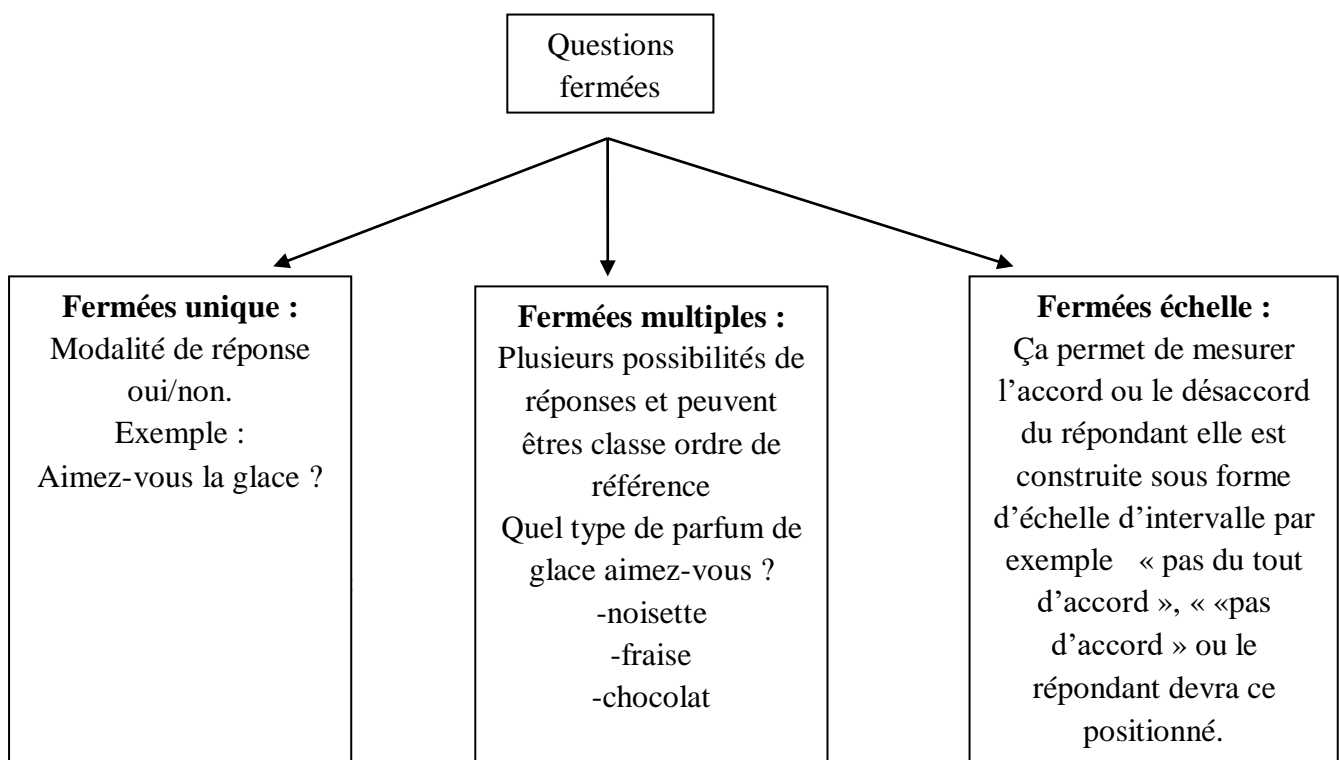 Questions
fermées
Fermées unique :
Modalité de réponse
oui/non.
Exemple :
Aimez-vous la glace ?
Fermées multiples :
Plusieurs possibilités de
réponses et peuvent
êtres classe ordre de
référence
Quel type de parfum de
glace aimez-vous ?
-noisette
-fraise
-chocolat
Fermées échelle :
Ça permet de mesurer
l’accord ou le désaccord
du répondant elle est
construite sous forme
d’échelle d’intervalle par
exemple « pas du tout
d’accord », « «pas
d’accord » ou le
répondant devra ce
positionné.